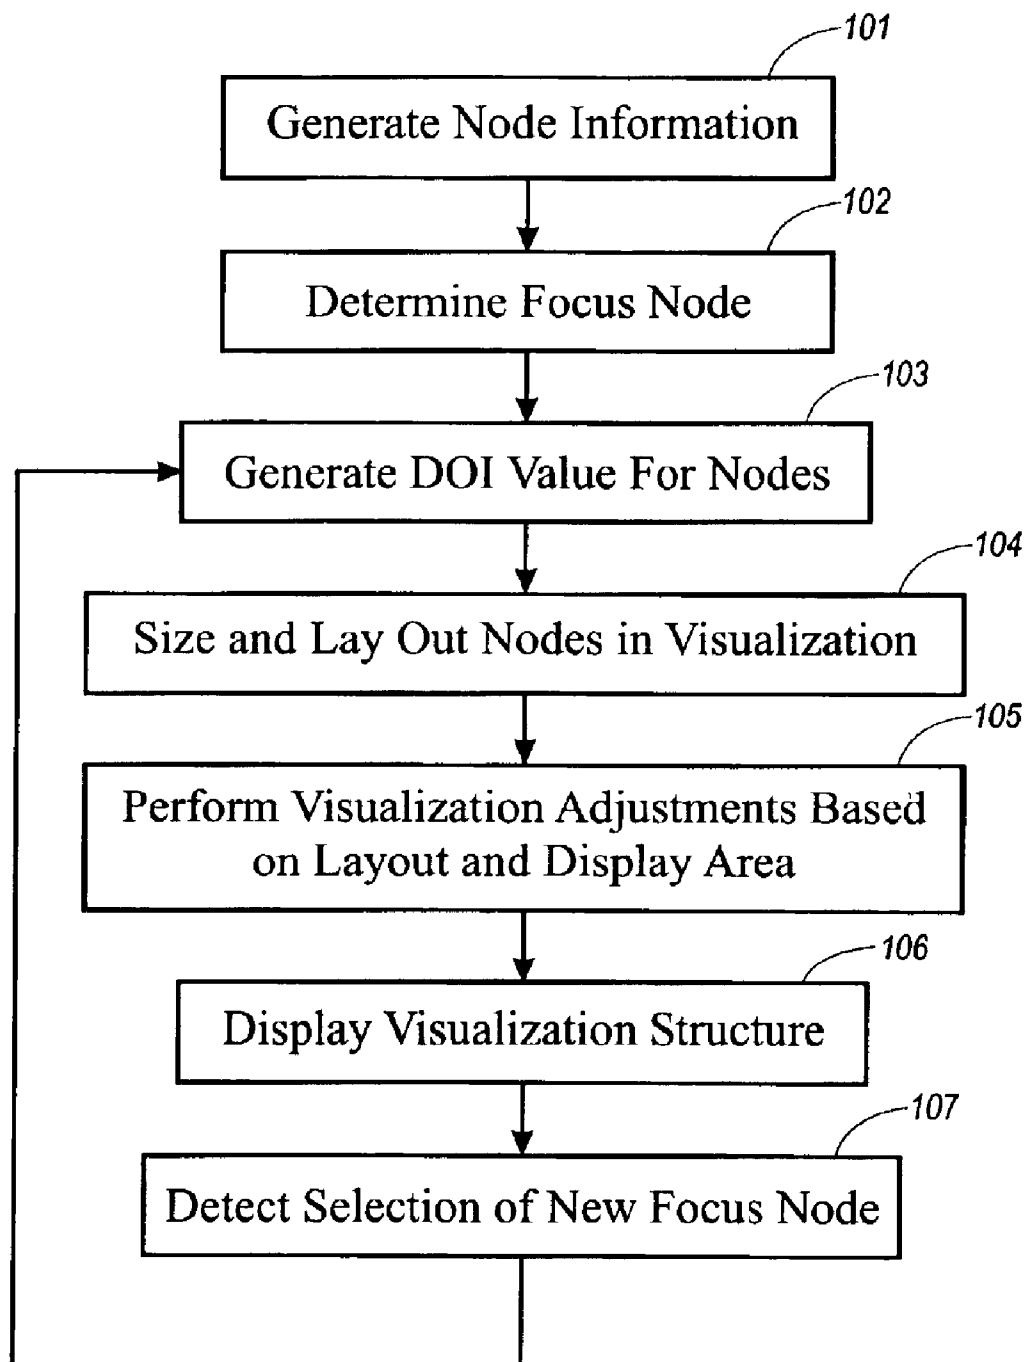 101
Generate Node Information
102
Determine Focus Node
103
Generate DOI Value For Nodes
104
Size and Lay Out Nodes in Visualization
105
Perform Visualization Adjustments Based
on Layout and Display Area
106
Display Visualization Structure
107
Detect Selection of New Focus Node